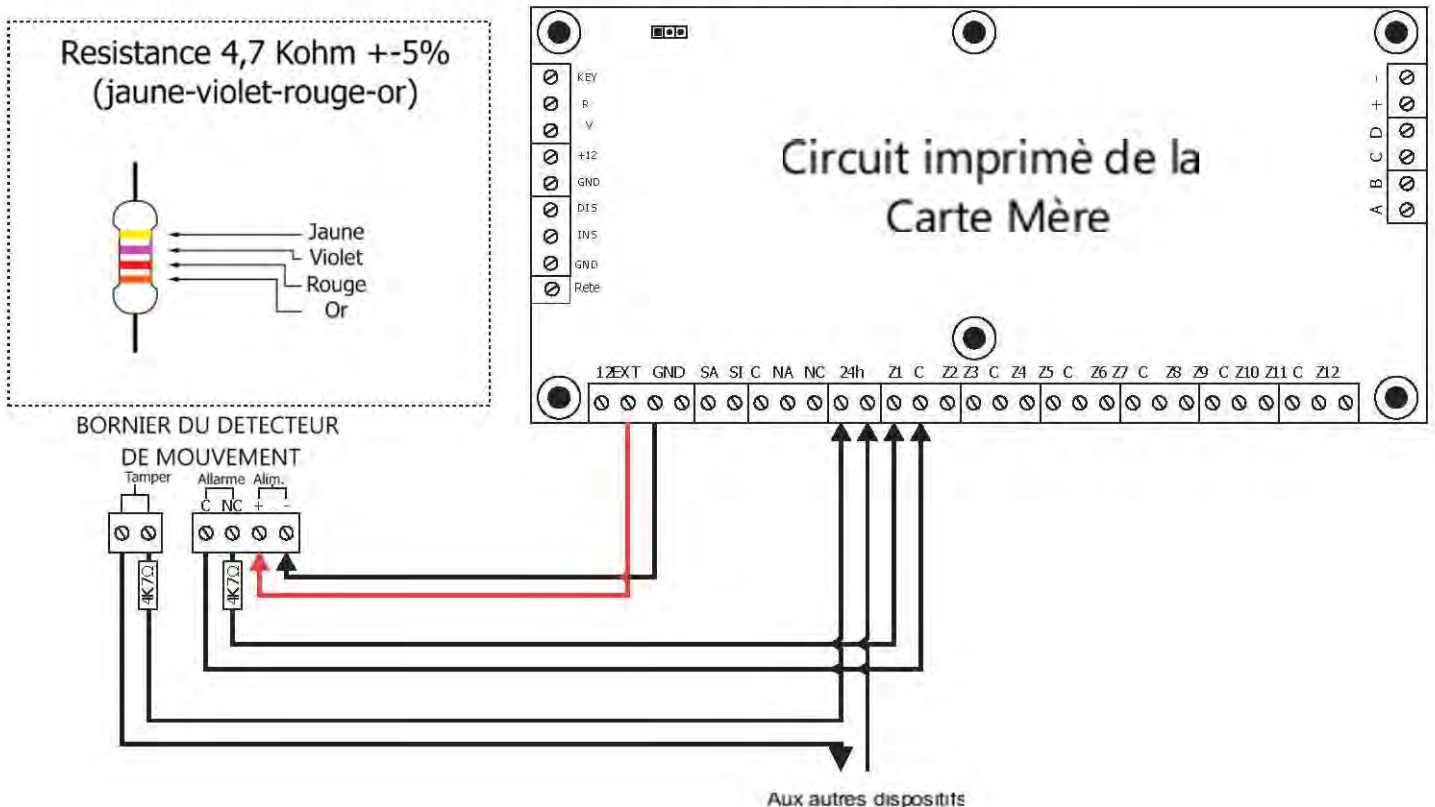 Resistance 4,7 Kohm +-5%
(jaune-violet-rouge-or)
Jaune
Violet
Rouge
Or
KEY
R
V
+12
GND
DIS
INS
GND
Rete
Circuit imprimè de la
Carte Mère
-
+
D
C
B
A
12EXT GND SA SI C NA NC 24h Z1 C Z2 Z3 C Z4 Z5 C Z6 Z7 C Z8 Z9 C Z10 Z11 C Z12
BORNIER DU DETECTEUR
DE MOUVEMENT
Tamper Allarme Alim.
C NC + -
4K7Ω 4K7Ω
Aux autres dispositits